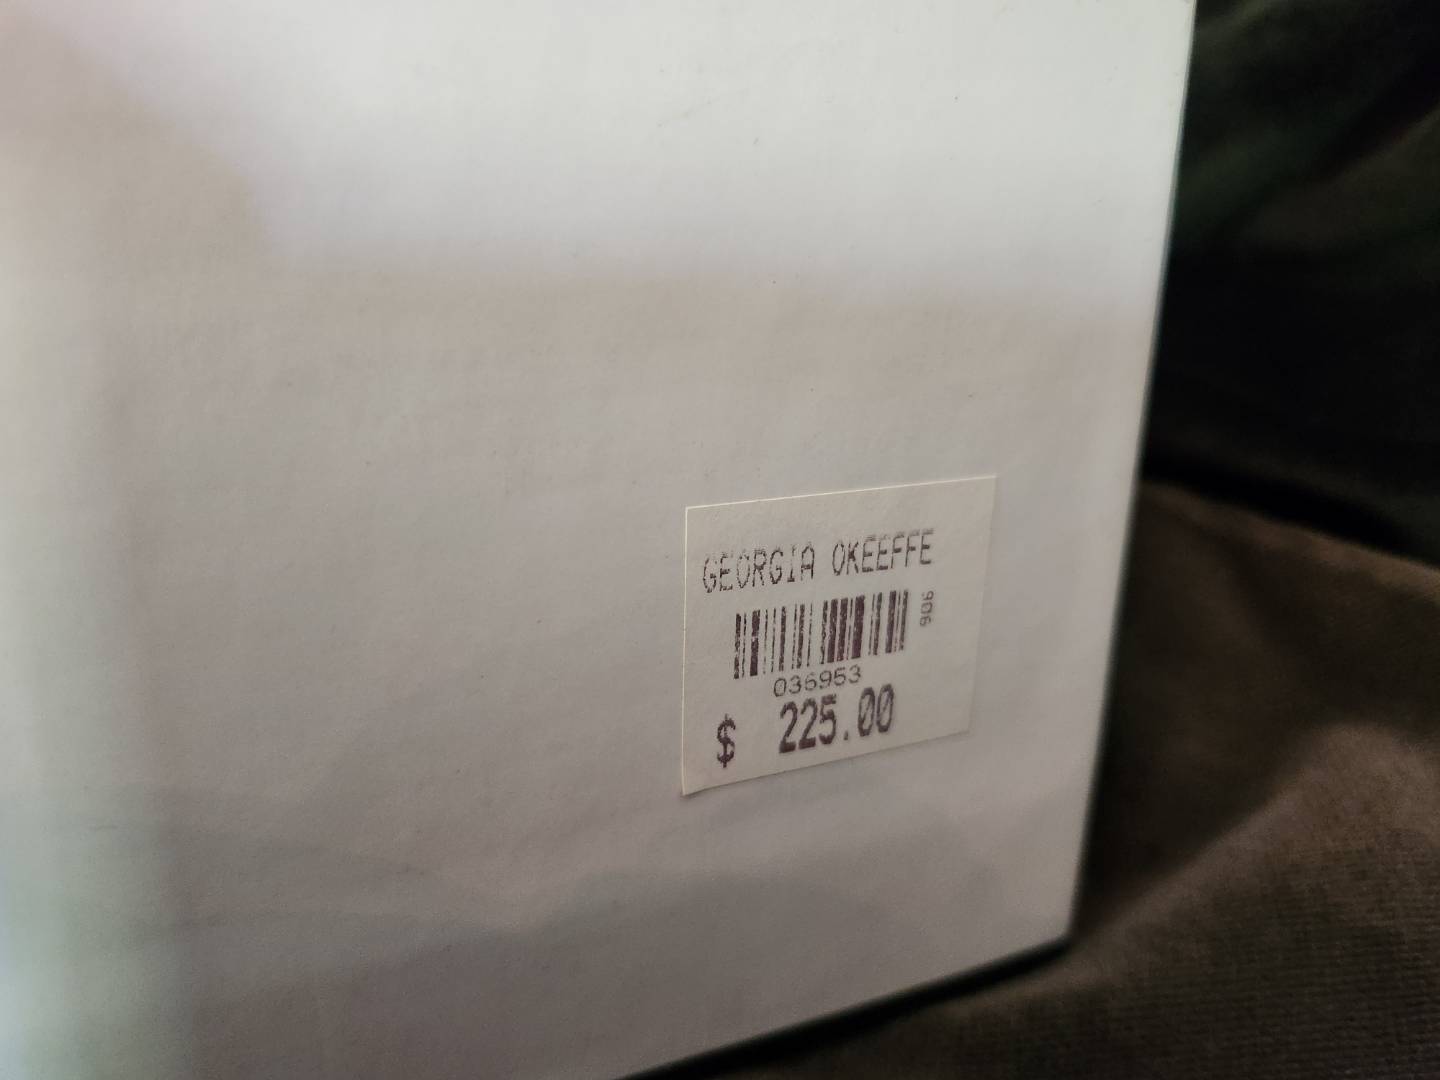 GEORGIA OKEEFFE
906
036953
$ 225.00